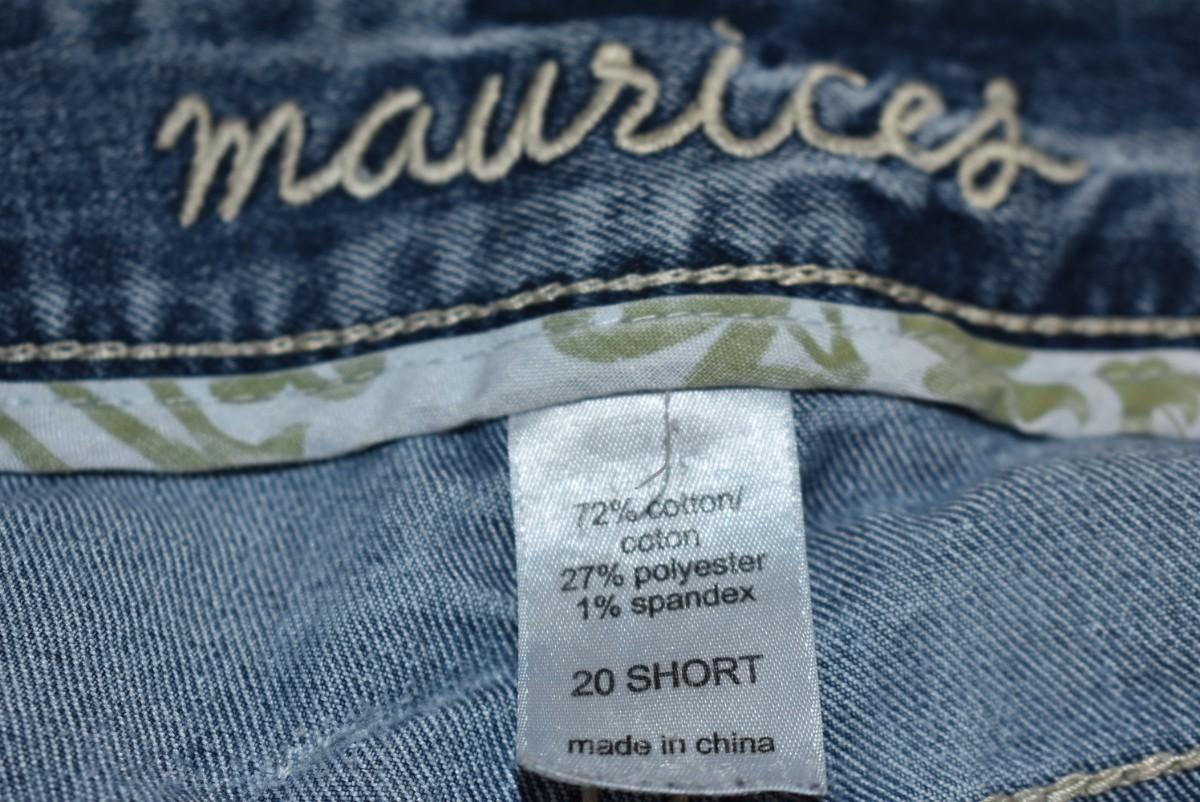 maurices
72% cotton/
coton
27% polyester
1% spandex
20 SHORT
made in china